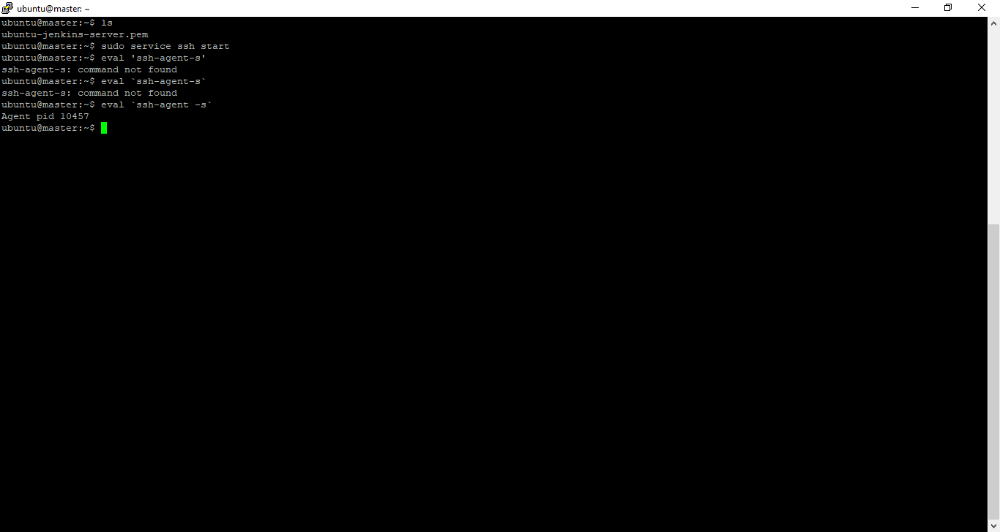 ubuntu@master: ~
ubuntu@master:~$ ls
ubuntu-jenkins-server.pem
ubuntu@master:~$ sudo service ssh start
ubuntu@master:~$ eval 'ssh-agent-s'
ssh-agent-s: command not found
ubuntu@master:~$ eval `ssh-agent-s`
ssh-agent-s: command not found
ubuntu@master:~$ eval `ssh-agent -s`
Agent pid 10457
ubuntu@master:~$